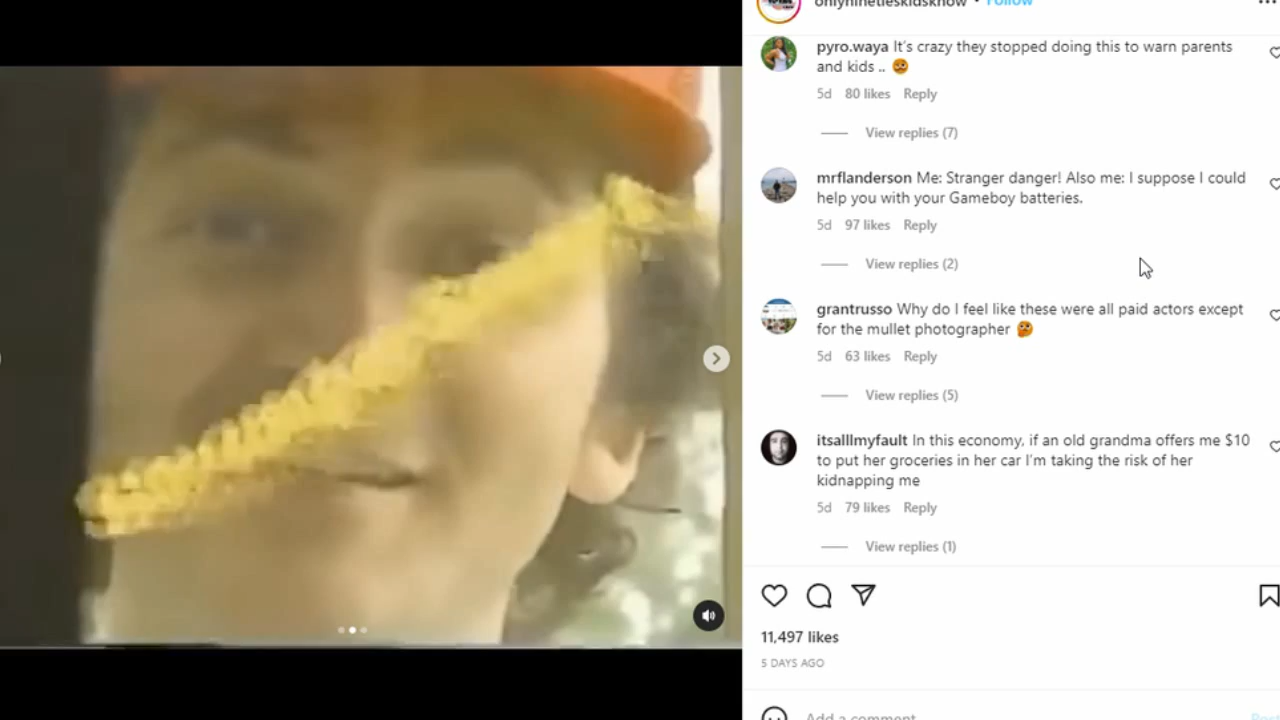 onlyninetieskidsknow • Follow
pyro.waya It's crazy they stopped doing this to warn parents
and kids ..
5d 80 likes Reply
View replies (7)
mrflanderson Me: Stranger danger! Also me: I suppose I could
help you with your Gameboy batteries.
5d 97 likes Reply
View replies (2)
grantrusso Why do I feel like these were all paid actors except
for the mullet photographer
5d 63 likes Reply
View replies (5)
itsalllmyfault In this economy, if an old grandma offers me $10
to put her groceries in her car I'm taking the risk of her
kidnapping me
5d 79 likes Reply
View replies (1)
11,497 likes
5 DAYS AGO
Add a comment
Post